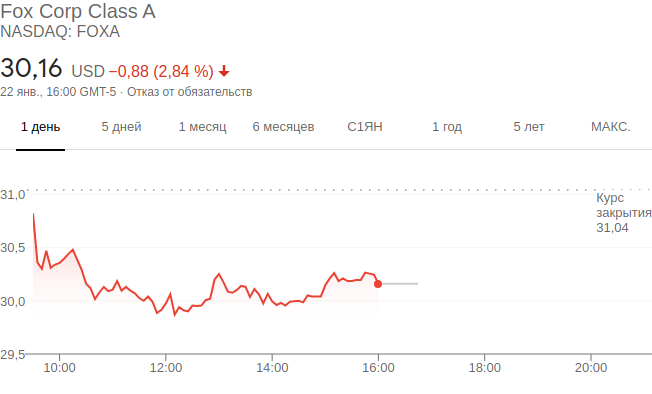 Fox Corp Class A
NASDAQ: FOXA
30,16 USD −0,88 (2,84 %)
22 янв., 16:00 GMT-5 · Отказ от обязательств
1 день 5 дней 1 месяц 6 месяцев С1ЯН 1 год 5 лет МАКС.
31,0
Курс
закрытия
31,04
30,5
30,0
29,5
10:00 12:00 14:00 16:00 18:00 20:00